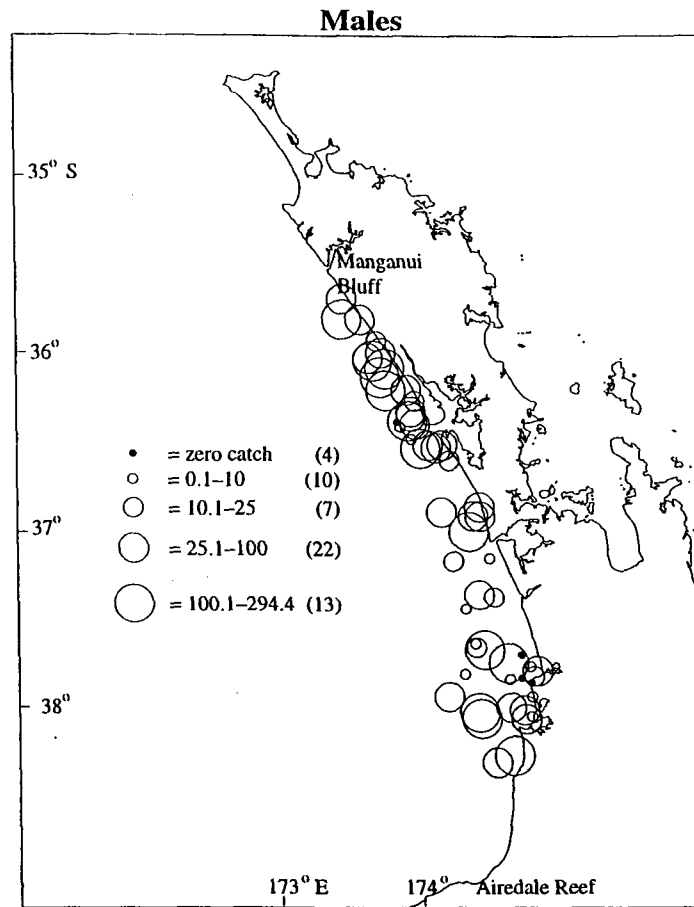 Males
35° S
Manganui
Bluff
36°
= zero catch (4)
= 0.1–10 (10)
= 10.1–25 (7)
37°
= 25.1–100 (22)
= 100.1–294.4 (13)
38°
173° E 174° Airedale Reef